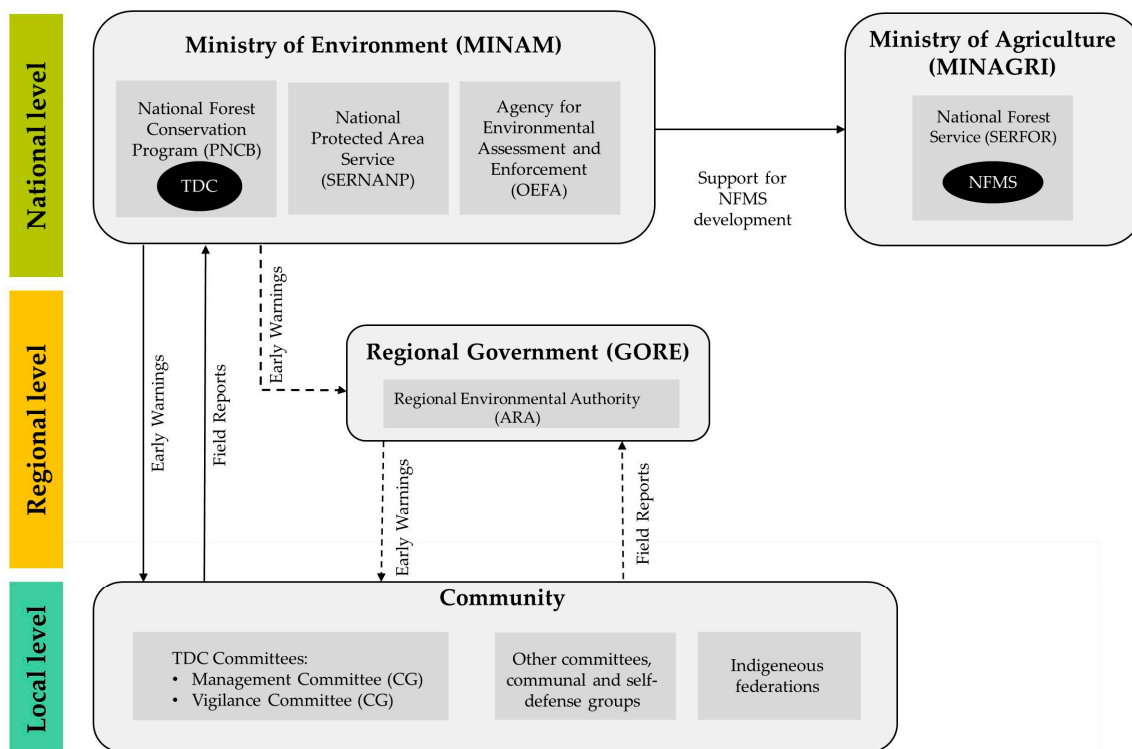 National level
Ministry of Environment (MINAM)
National Forest
Conservation
Program (PNCB)
TDC
National
Protected Area
Service
(SERNANP)
Agency for
Environmental
Assessment and
Enforcement
(OEFA)
Support for
NFMS
development
Ministry of Agriculture
(MINAGRI)
National Forest
Service (SERFOR)
NFMS
Regional level
Early Warnings
Field Reports
Early Warnings
Regional Government (GORE)
Regional Environmental Authority
(ARA)
Early Warnings
Field Reports
Local level
Community
TDC Committees:
• Management Committee (CG)
• Vigilance Committee (CG)
Other committees,
communal and self-
defense groups
Indigeneous
federations